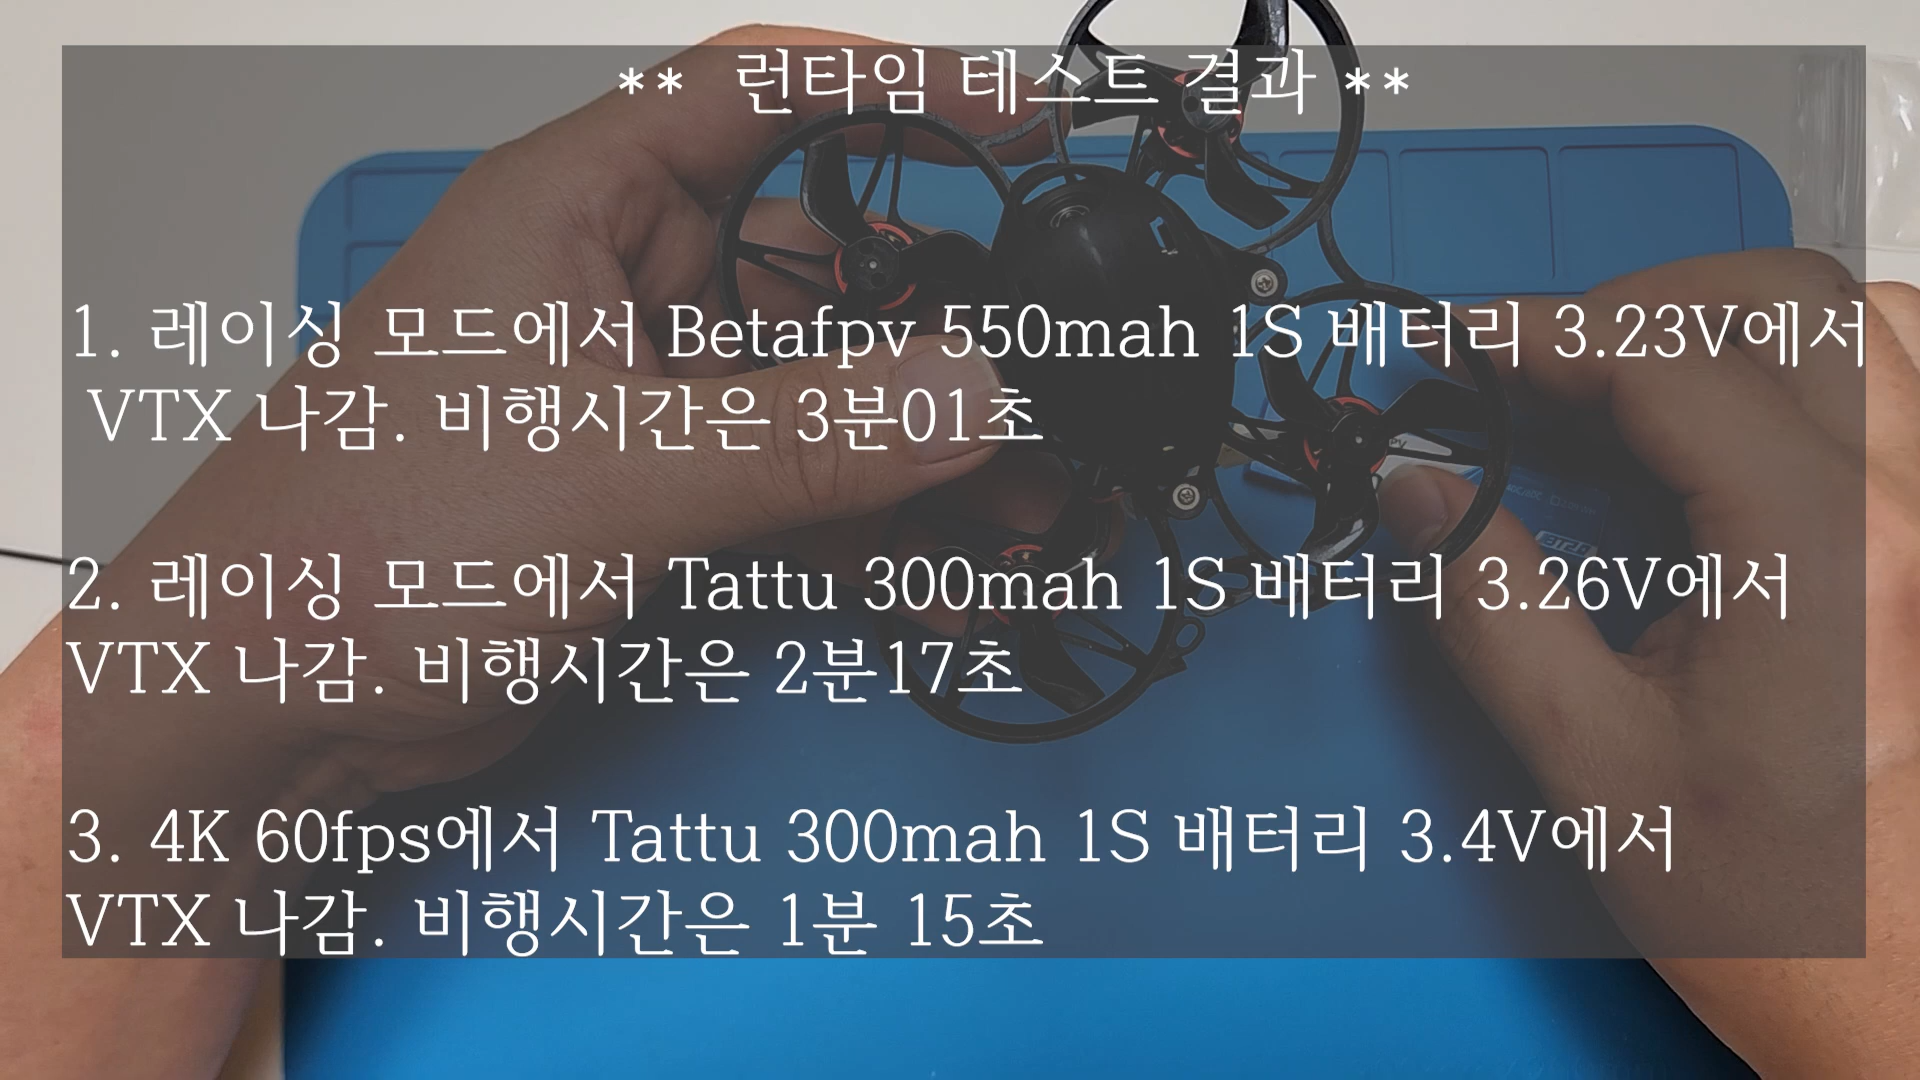 ** 런타임 테스트 결과 **
1. 레이싱 모드에서 Betafpv 550mah 1S 배터리 3.23V에서
VTX 나감. 비행시간은 3분01초
2. 레이싱 모드에서 Tattu 300mah 1S 배터리 3.26V에서
VTX 나감. 비행시간은 2분17초
3. 4K 60fps에서 Tattu 300mah 1S 배터리 3.4V에서
VTX 나감. 비행시간은 1분 15초